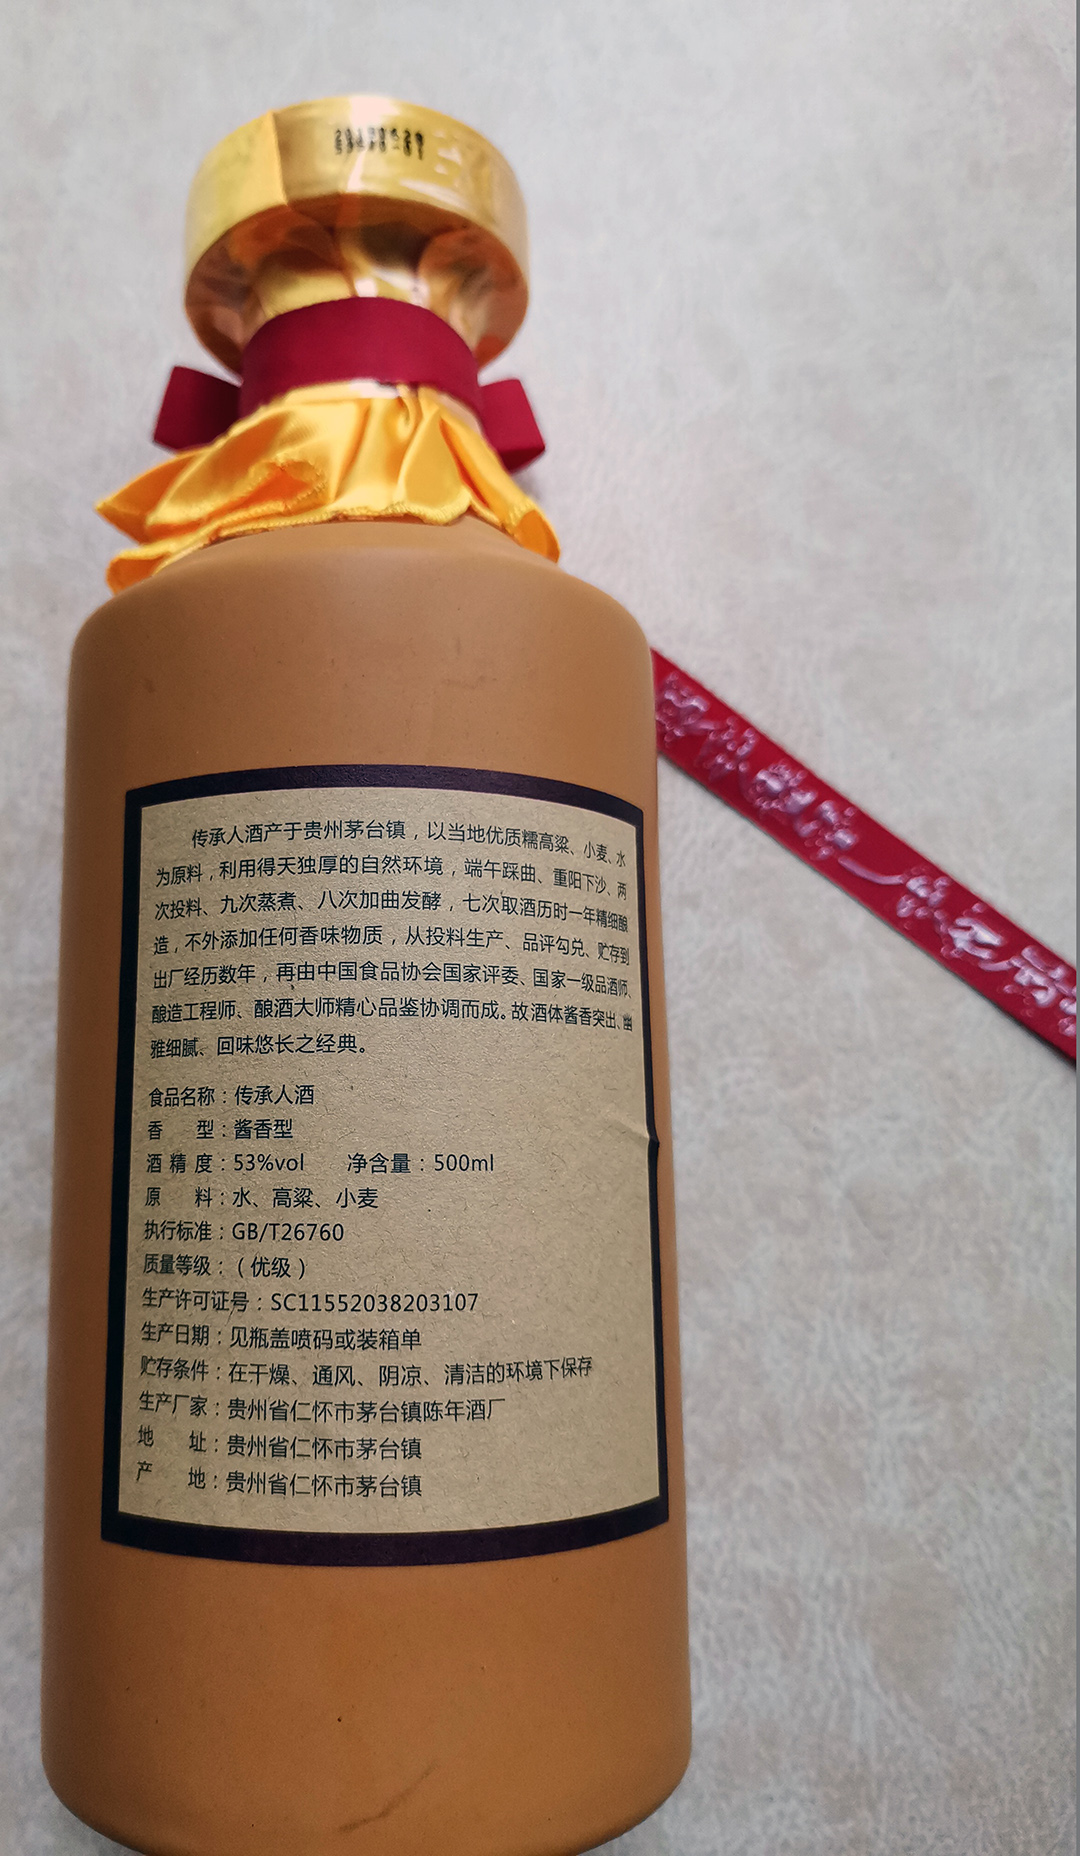 传承人酒产于贵州茅台镇，以当地优质糯高粱、小麦、水
为原料，利用得天独厚的自然环境，端午踩曲、重阳下沙、两
次投料、九次蒸煮、八次加曲发酵，七次取酒历时一年精细酿
造，不外添加任何香味物质，从投料生产、品评勾兑、贮存到
出厂经历数年，再由中国食品协会国家评委、国家一级品酒师、
酿造工程师、酿酒大师精心品鉴协调而成。故酒体酱香突出、幽
雅细腻、回味悠长之经典。
食品名称：传承人酒
香 型：酱香型
酒 精 度：53%vol 净含量：500ml
原 料：水、高粱、小麦
执行标准：GB/T26760
质量等级：（优级）
生产许可证号：SC11552038203107
生产日期：见瓶盖喷码或装箱单
贮存条件：在干燥、通风、阴凉、清洁的环境下保存
生产厂家：贵州省仁怀市茅台镇陈年酒厂
地 址：贵州省仁怀市茅台镇
产 地：贵州省仁怀市茅台镇